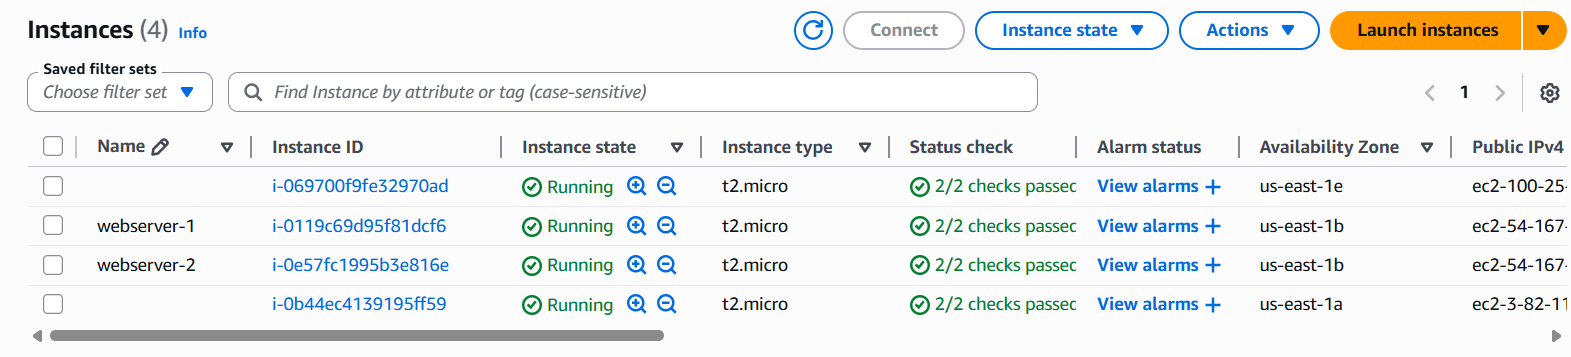 Instances (4) Info
Connect Instance state Actions Launch instances
Saved filter sets
Choose filter set Find Instance by attribute or tag (case-sensitive) 1
Name Instance ID Instance state Instance type Status check Alarm status Availability Zone Public IPv4
i-069700f9fe32970ad Running t2.micro 2/2 checks passed View alarms + us-east-1e ec2-100-25-
webserver-1 i-0119c69d95f81dcf6 Running t2.micro 2/2 checks passed View alarms + us-east-1b ec2-54-167-
webserver-2 i-0e57fc1995b3e816e Running t2.micro 2/2 checks passed View alarms + us-east-1b ec2-54-167-
i-0b44ec4139195ff59 Running t2.micro 2/2 checks passed View alarms + us-east-1a ec2-3-82-11